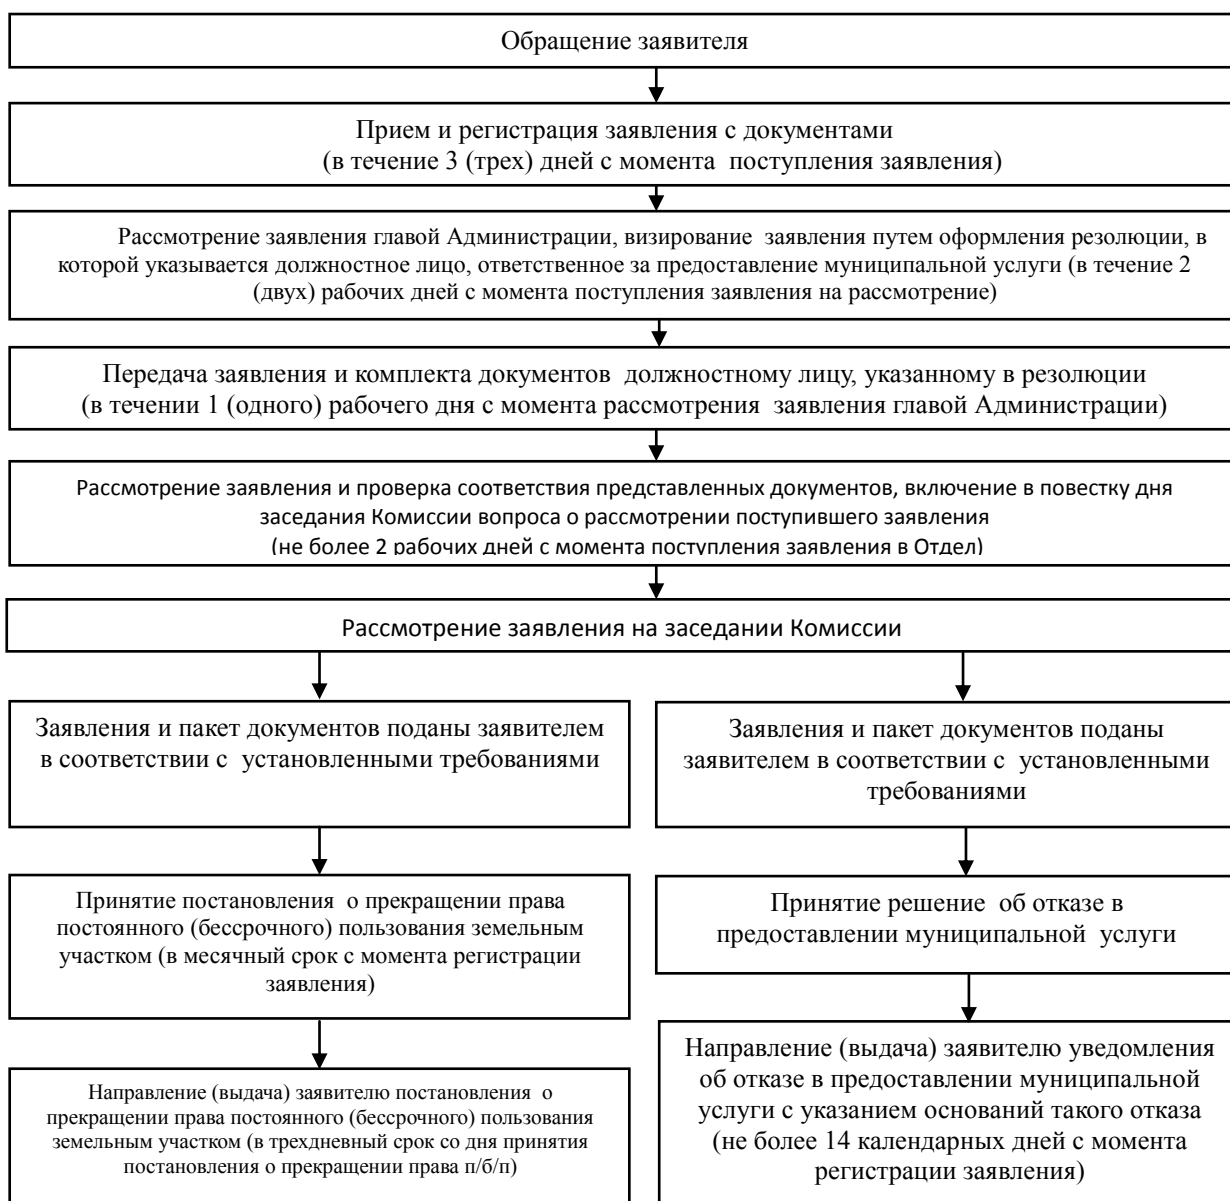 Обращение заявителя
Прием и регистрация заявления с документами
(в течение 3 (трех) дней с момента поступления заявления)
Рассмотрение заявления главой Администрации, визирование заявления путем оформления резолюции, в
которой указывается должностное лицо, ответственное за предоставление муниципальной услуги (в течение 2
(двух) рабочих дней с момента поступления заявления на рассмотрение)
Передача заявления и комплекта документов должностному лицу, указанному в резолюции
(в течении 1 (одного) рабочего дня с момента рассмотрения заявления главой Администрации)
Рассмотрение заявления и проверка соответствия представленных документов, включение в повестку дня
заседания Комиссии вопроса о рассмотрении поступившего заявления
(не более 2 рабочих дней с момента поступления заявления в Отдел)
Рассмотрение заявления на заседании Комиссии
Заявления и пакет документов поданы заявителем
в соответствии с установленными требованиями
Заявления и пакет документов поданы
заявителем в соответствии с установленными
требованиями
Принятие постановления о прекращении права
постоянного (бессрочного) пользования земельным
участком (в месячный срок с момента регистрации
заявления)
Принятие решение об отказе в
предоставлении муниципальной услуги
Направление (выдача) заявителю постановления о
прекращении права постоянного (бессрочного) пользования
земельным участком (в трехдневный срок со дня принятия
постановления о прекращении права п/б/п)
Направление (выдача) заявителю уведомления
об отказе в предоставлении муниципальной
услуги с указанием оснований такого отказа
(не более 14 календарных дней с момента
регистрации заявления)